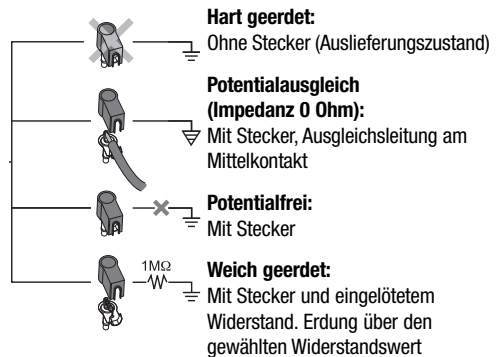 Hart geerdet:
Ohne Stecker (Auslieferungszustand)
Potentialausgleich
(Impedanz 0 Ohm):
Mit Stecker, Ausgleichsleitung am
Mittelkontakt
Potentialfrei:
Mit Stecker
1MΩ
Weich geerdet:
Mit Stecker und eingelötetem
Widerstand. Erdung über den
gewählten Widerstandswert